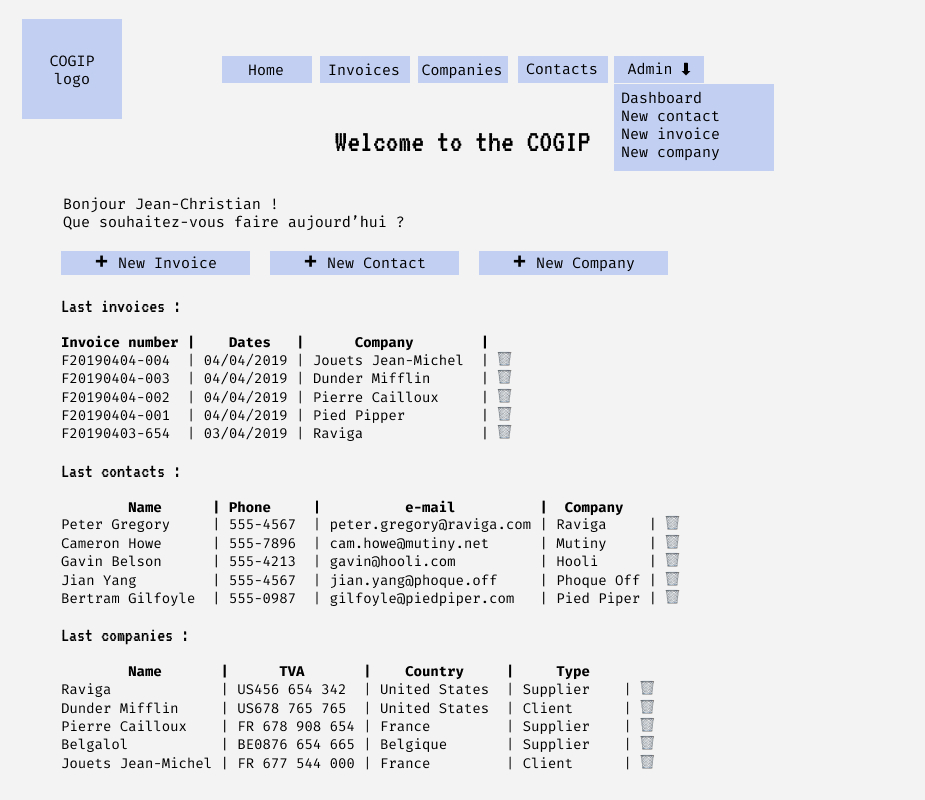 COGIP
logo
Home
Invoices
Companies
Contacts
Admin ⬇
Dashboard
New contact
New invoice
New company
Welcome to the COGIP
Bonjour Jean-Christian !
Que souhaitez-vous faire aujourd’hui ?
+ New Invoice
+ New Contact
+ New Company
Last invoices :
Invoice number | Dates | Company |
F20190404-004 | 04/04/2019 | Jouets Jean-Michel |
F20190404-003 | 04/04/2019 | Dunder Mifflin |
F20190404-002 | 04/04/2019 | Pierre Cailloux |
F20190404-001 | 04/04/2019 | Pied Pipper |
F20190403-654 | 03/04/2019 | Raviga |
Last contacts :
Name | Phone | e-mail | Company
Peter Gregory | 555-4567 | peter.gregory@raviga.com | Raviga |
Cameron Howe | 555-7896 | cam.howe@mutiny.net | Mutiny |
Gavin Belson | 555-4213 | gavin@hooli.com | Hooli |
Jian Yang | 555-4567 | jian.yang@phoque.off | Phoque Off |
Bertram Gilfoyle | 555-0987 | gilfoyle@piedpiper.com | Pied Piper |
Last companies :
Name | TVA | Country | Type
Raviga | US456 654 342 | United States | Supplier |
Dunder Mifflin | US678 765 765 | United States | Client |
Pierre Cailloux | FR 678 908 654 | France | Supplier |
Belgalol | BE0876 654 665 | Belgique | Supplier |
Jouets Jean-Michel | FR 677 544 000 | France | Client |